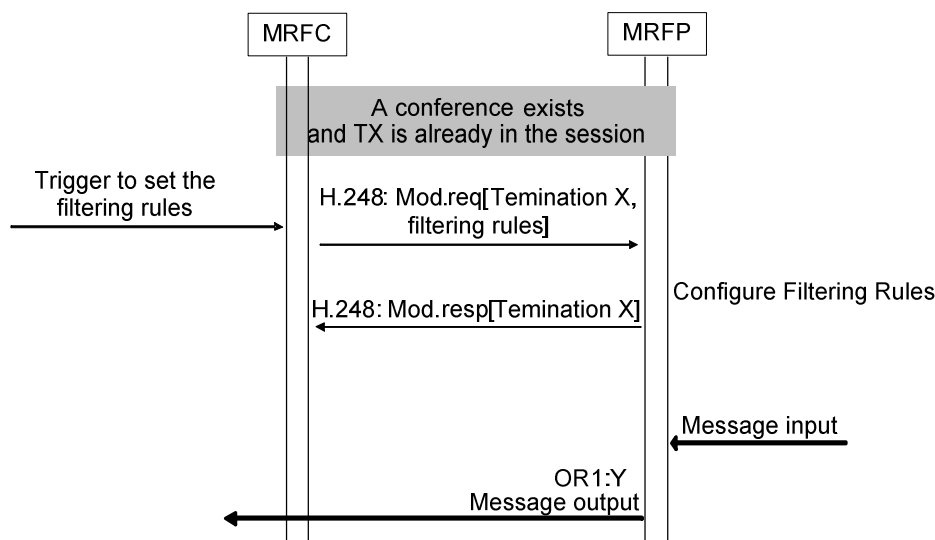 MRFC
MRFP
A conference exists
and TX is already in the session
Trigger to set the
filtering rules
H.248: Mod.req[Temination X,
filtering rules]
Configure Filtering Rules
H.248: Mod.resp[Temination X]
Message input
OR1:Y
Message output